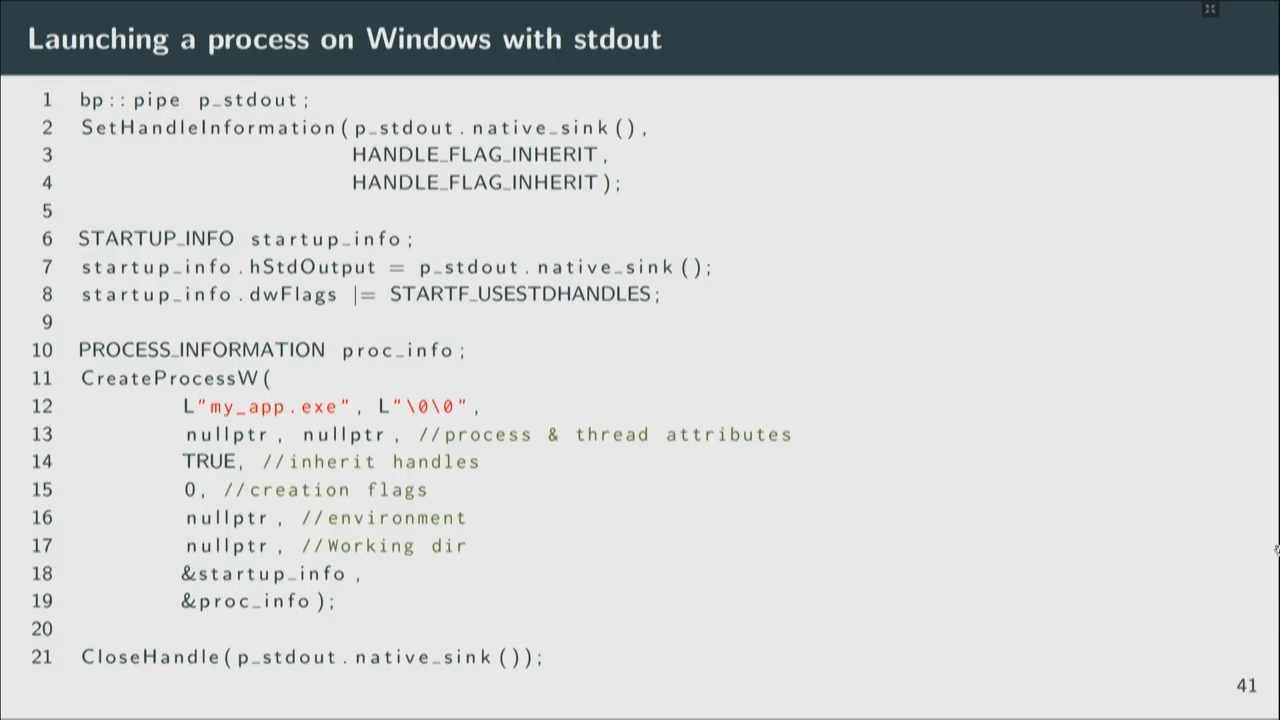 Launching a process on Windows with stdout
1 bp::pipe p_stdout;
2 SetHandleInformation(p_stdout.native_sink(),
3 HANDLE_FLAG_INHERIT,
4 HANDLE_FLAG_INHERIT);
5
6 STARTUP_INFO startup_info;
7 startup_info.hStdOutput = p_stdout.native_sink();
8 startup_info.dwFlags |= STARTF_USESTDHANDLES;
9
10 PROCESS_INFORMATION proc_info;
11 CreateProcessW(
12 L"my_app.exe", L"\0\0",
13 nullptr, nullptr, //process & thread attributes
14 TRUE, //inherit handles
15 0, //creation flags
16 nullptr, //environment
17 nullptr, //Working dir
18 &startup_info,
19 &proc_info);
20
21 CloseHandle(p_stdout.native_sink());
41